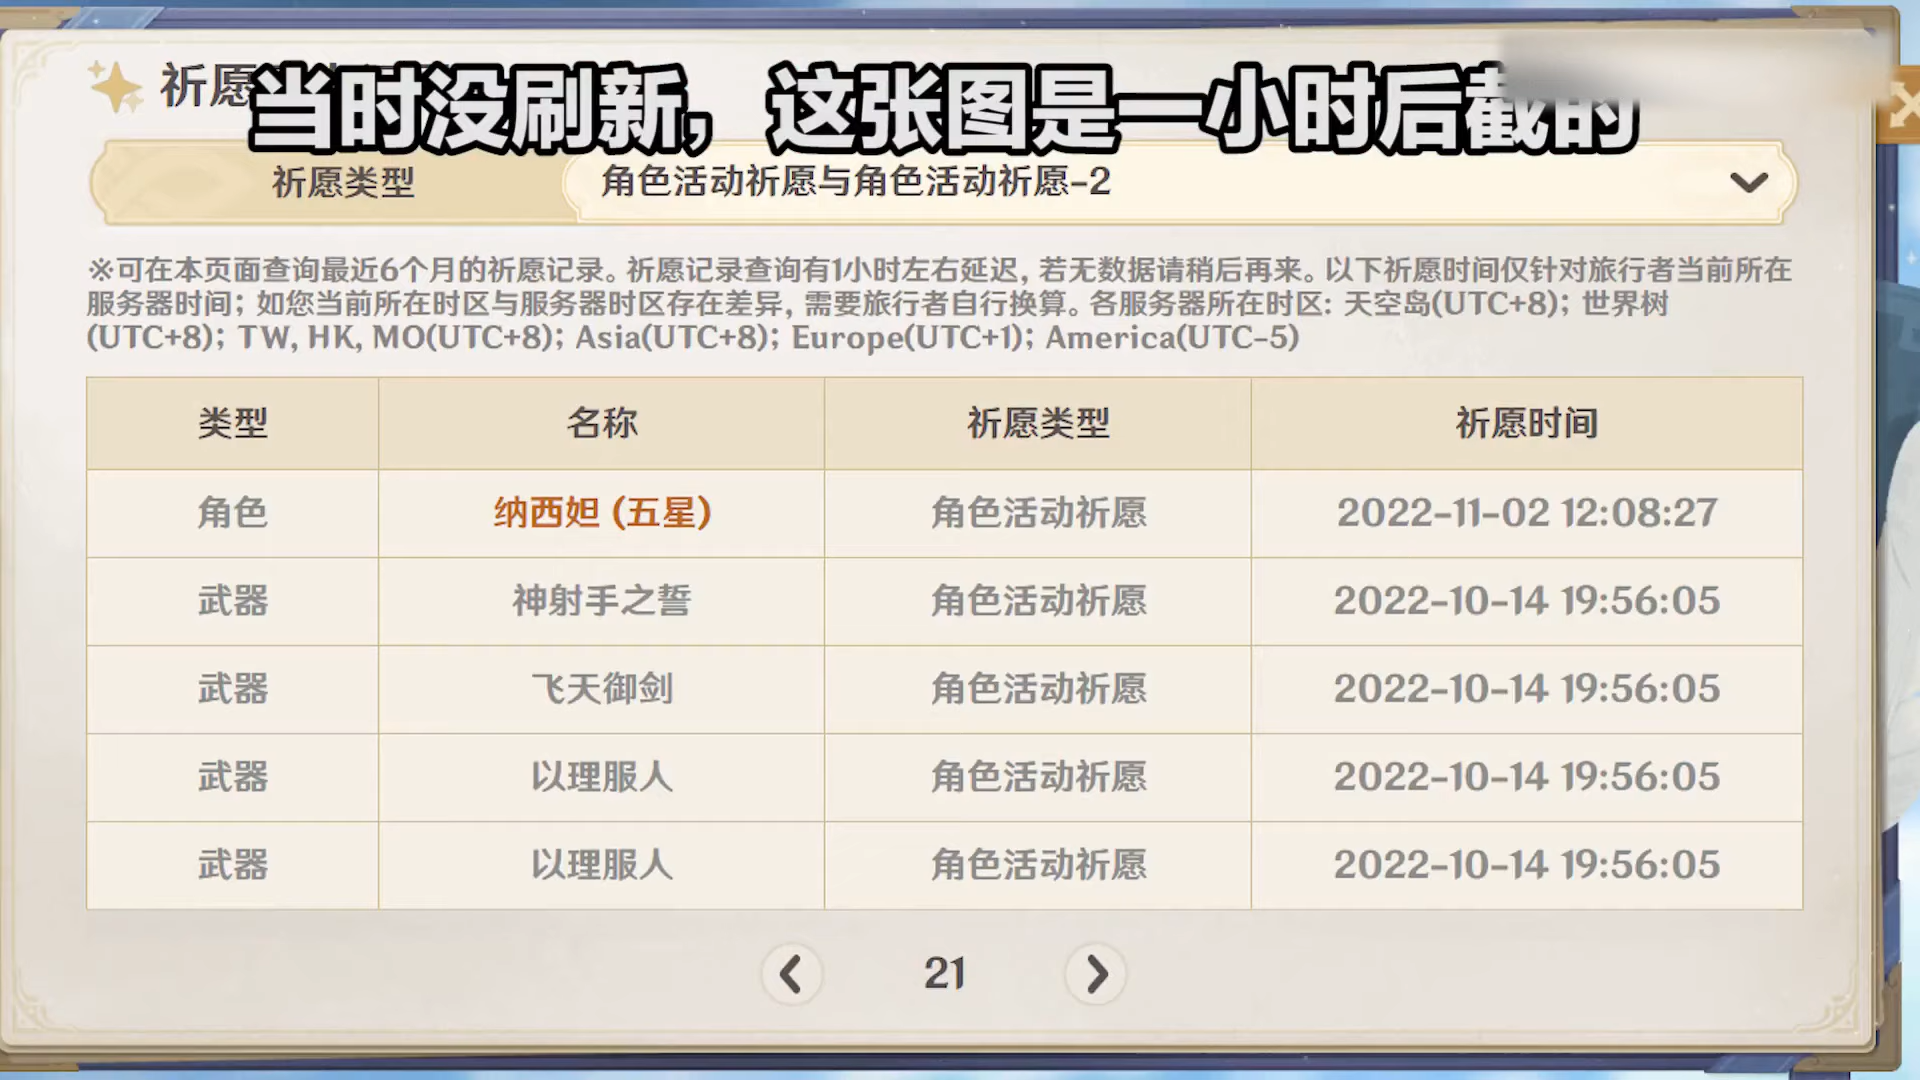 祈愿
当时没刷新，这张图是一小时后截的
祈愿类型 角色活动祈愿与角色活动祈愿-2
※可在本页面查询最近6个月的祈愿记录。祈愿记录查询有1小时左右延迟，若无数据请稍后再来。以下祈愿时间仅针对旅行者当前所在
服务器时间；如您当前所在时区与服务器时区存在差异，需要旅行者自行换算。各服务器所在时区：天空岛(UTC+8)；世界树
(UTC+8)；TW, HK, MO(UTC+8)；Asia(UTC+8)；Europe(UTC+1)；America(UTC-5)
类型 名称 祈愿类型 祈愿时间
角色 纳西妲 (五星) 角色活动祈愿 2022-11-02 12:08:27
武器 神射手之誓 角色活动祈愿 2022-10-14 19:56:05
武器 飞天御剑 角色活动祈愿 2022-10-14 19:56:05
武器 以理服人 角色活动祈愿 2022-10-14 19:56:05
武器 以理服人 角色活动祈愿 2022-10-14 19:56:05
21